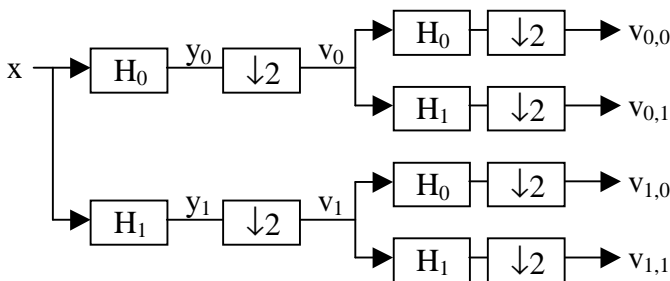 H₀ ↓2 v₀,₀
x H₀ y₀ ↓2 v₀
H₁ ↓2 v₀,₁
H₀ ↓2 v₁,₀
H₁ y₁ ↓2 v₁
H₁ ↓2 v₁,₁